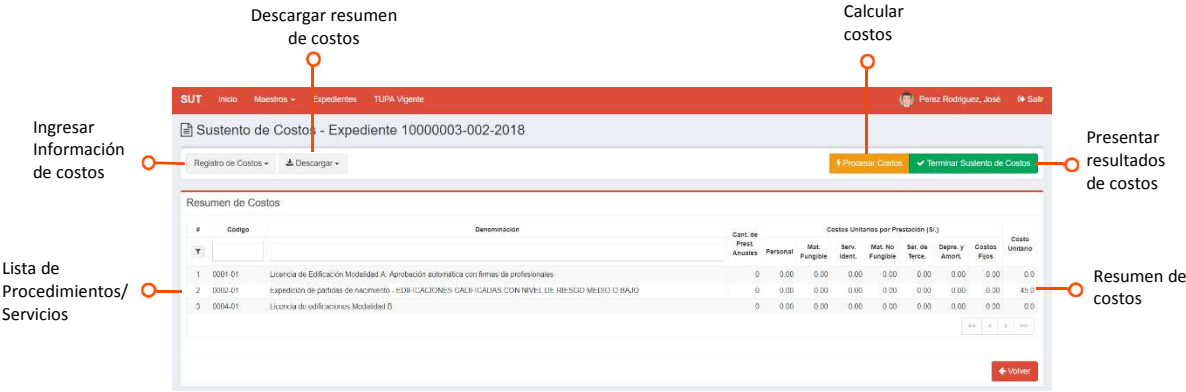 Descargar resumen
de costos
Calcular
costos
SUT Inicio Maestros Expedientes TUPA Vigente Perez Rodriguez, José Salir
Ingresar
Información
de costos
Sustento de Costos - Expediente 10000003-002-2018
Registro de Costos Descargar Procesar Costos Terminar Sustento de Costos
Presentar
resultados
de costos
Resumen de Costos
# Código Denominación Cant. de Prest. Anuales Costos Unitarios por Prestación (S/.) Costo Unitario
Personal Mat. Fungible Serv. Ident. Mat. No Fungible Ser. de Terce. Depre. y Amort. Costos Fijos
1 0001-01 Licencia de Edificación Modalidad A: Aprobación automática con firmas de profesionales 0 0.00 0.00 0.00 0.00 0.00 0.00 0.00 0.0
2 0002-01 Expedición de partidas de nacimiento - EDIFICACIONES CALIFICADAS CON NIVEL DE RIESGO MEDIO O BAJO 0 0.00 0.00 0.00 0.00 0.00 0.00 0.00 45.0
3 0004-01 Licencia de edificaciones Modalidad B 0 0.00 0.00 0.00 0.00 0.00 0.00 0.00 0.0
Lista de
Procedimientos/
Servicios
Resumen de
costos
<< < > >>
Volver